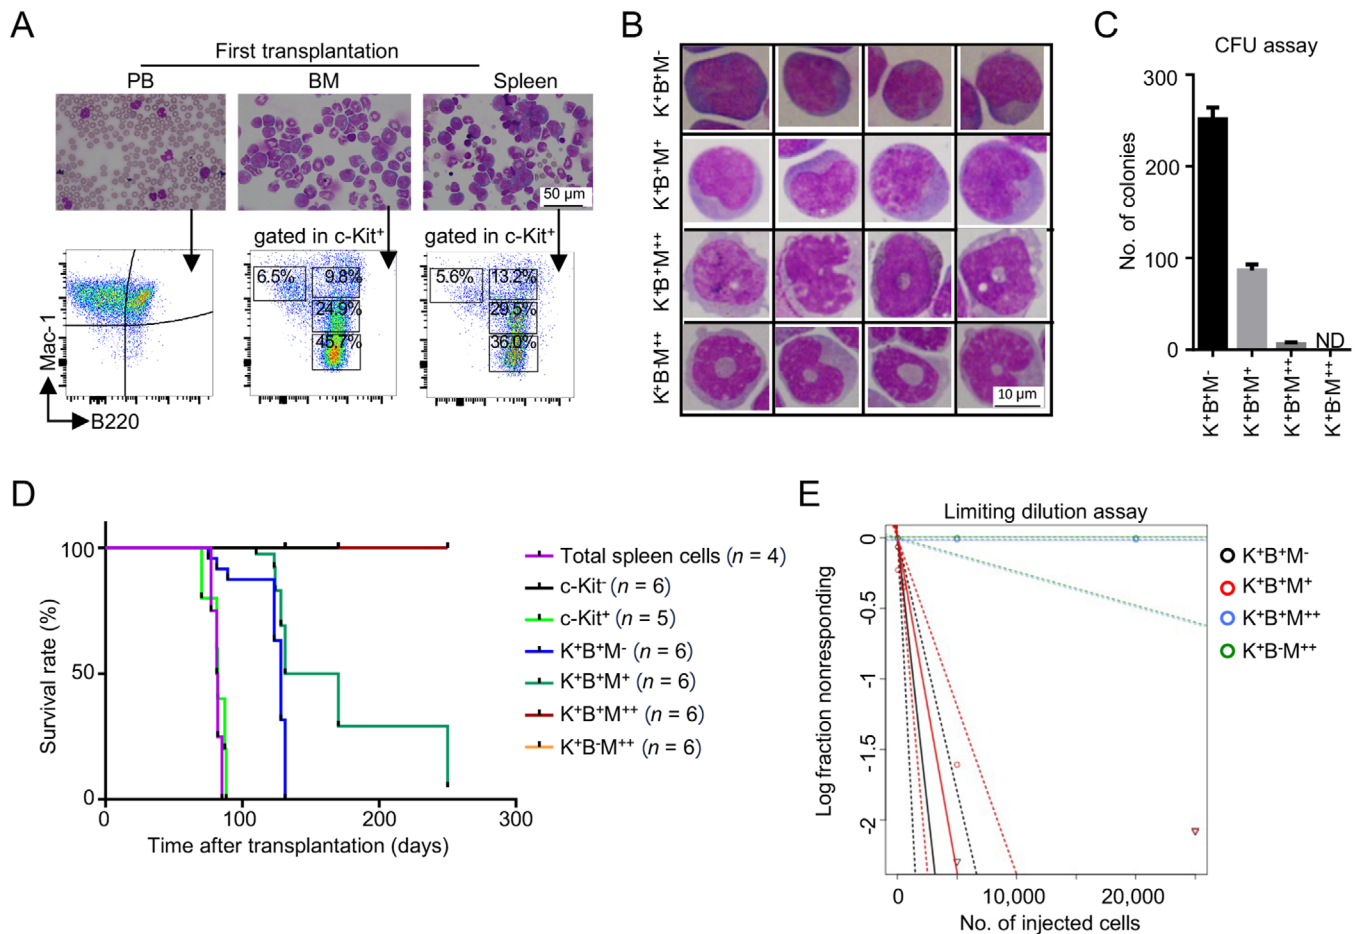 A
First transplantation
PB
BM
Spleen
50 µm
gated in c-Kit⁺
gated in c-Kit⁺
6.5%
9.8%
24.9%
45.7%
5.6%
13.2%
29.5%
36.0%
Mac-1
B220
B
K⁺B⁺M⁻
K⁺B⁺M⁺
K⁺B⁺M⁺⁺
K⁺B⁻M⁺⁺
10 µm
C
CFU assay
No. of colonies
300
200
100
0
ND
K⁺B⁺M⁻
K⁺B⁺M⁺
K⁺B⁺M⁺⁺
K⁺B⁻M⁺⁺
D
Survival rate (%)
100
50
0
0
100
200
300
Time after transplantation (days)
Total spleen cells (n = 4)
c-Kit⁻ (n = 6)
c-Kit⁺ (n = 5)
K⁺B⁺M⁻ (n = 6)
K⁺B⁺M⁺ (n = 6)
K⁺B⁺M⁺⁺ (n = 6)
K⁺B⁻M⁺⁺ (n = 6)
E
Limiting dilution assay
Log fraction nonresponding
0
-0.5
-1
-1.5
-2
0
10,000
20,000
No. of injected cells
K⁺B⁺M⁻
K⁺B⁺M⁺
K⁺B⁺M⁺⁺
K⁺B⁻M⁺⁺